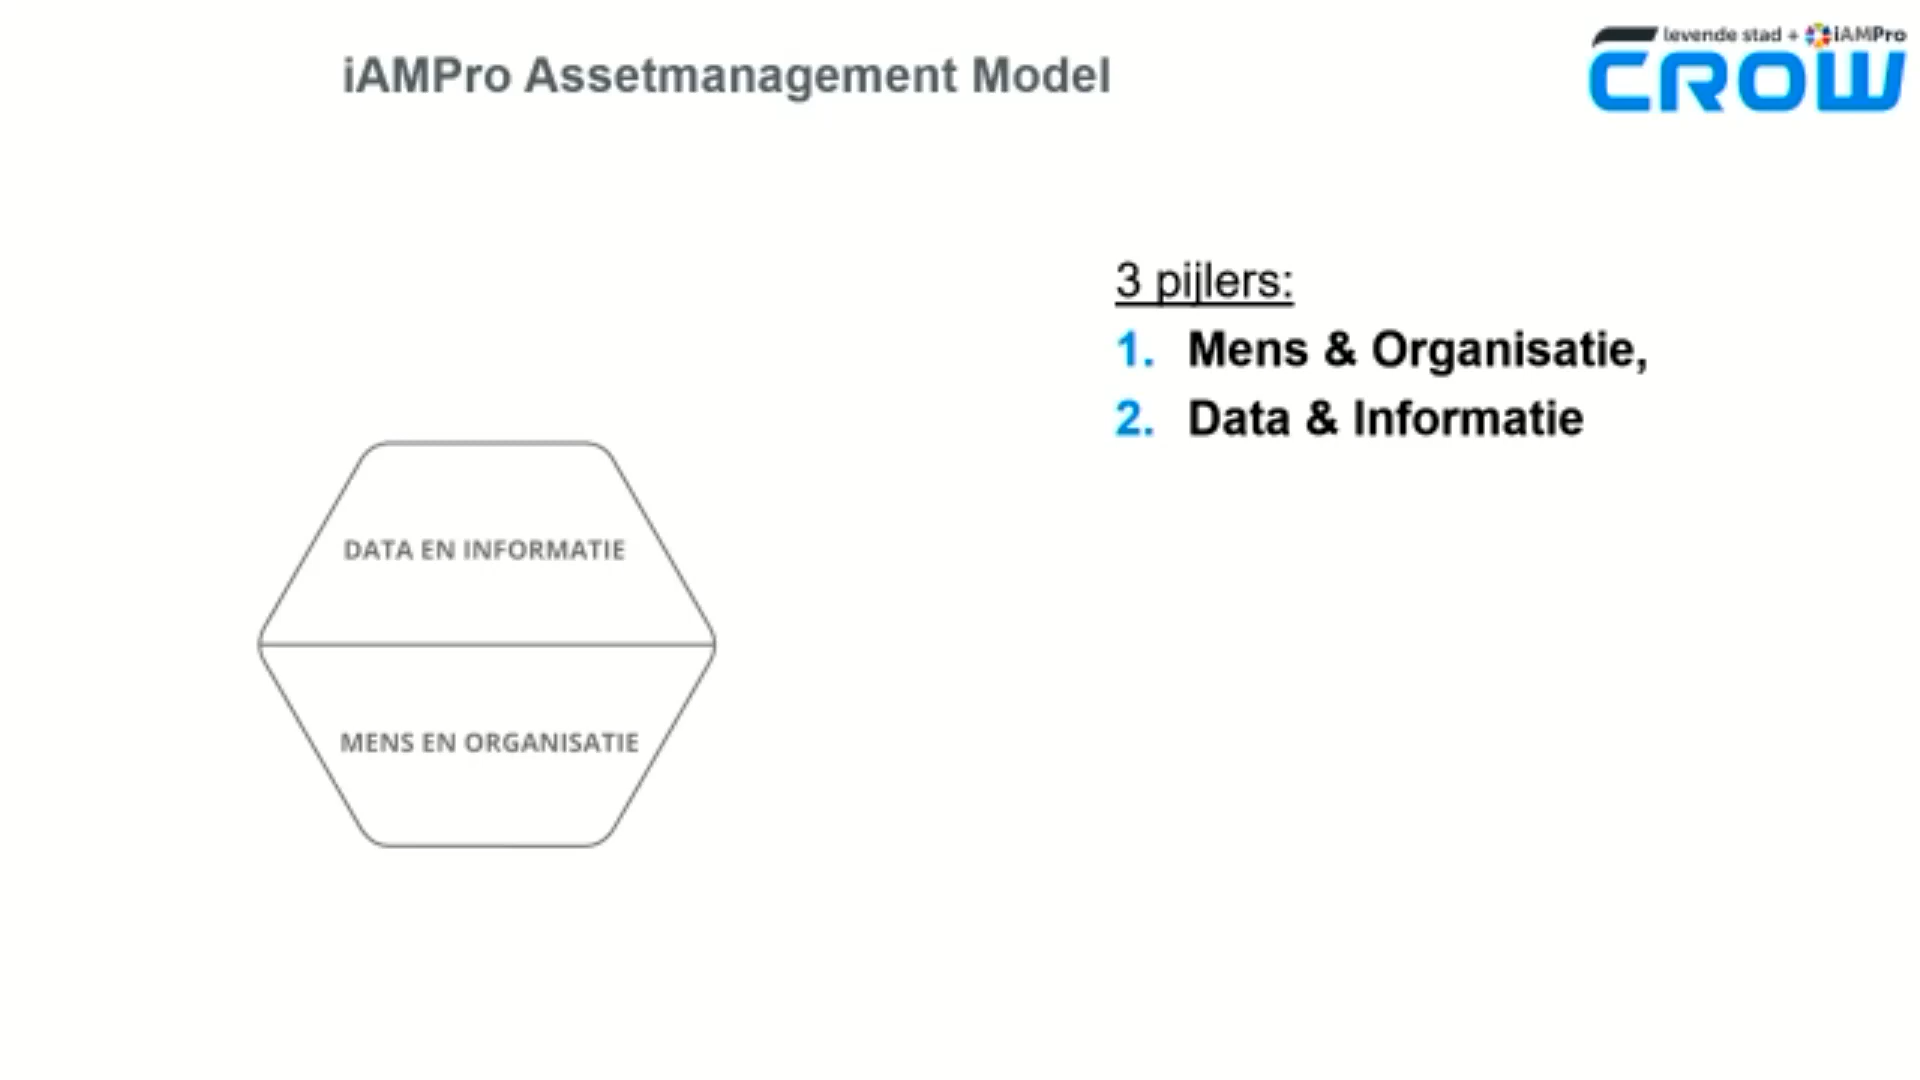 levende stad + iAMPro
CROW
iAMPro Assetmanagement Model
3 pijlers:
1. Mens & Organisatie,
2. Data & Informatie
DATA EN INFORMATIE
MENS EN ORGANISATIE